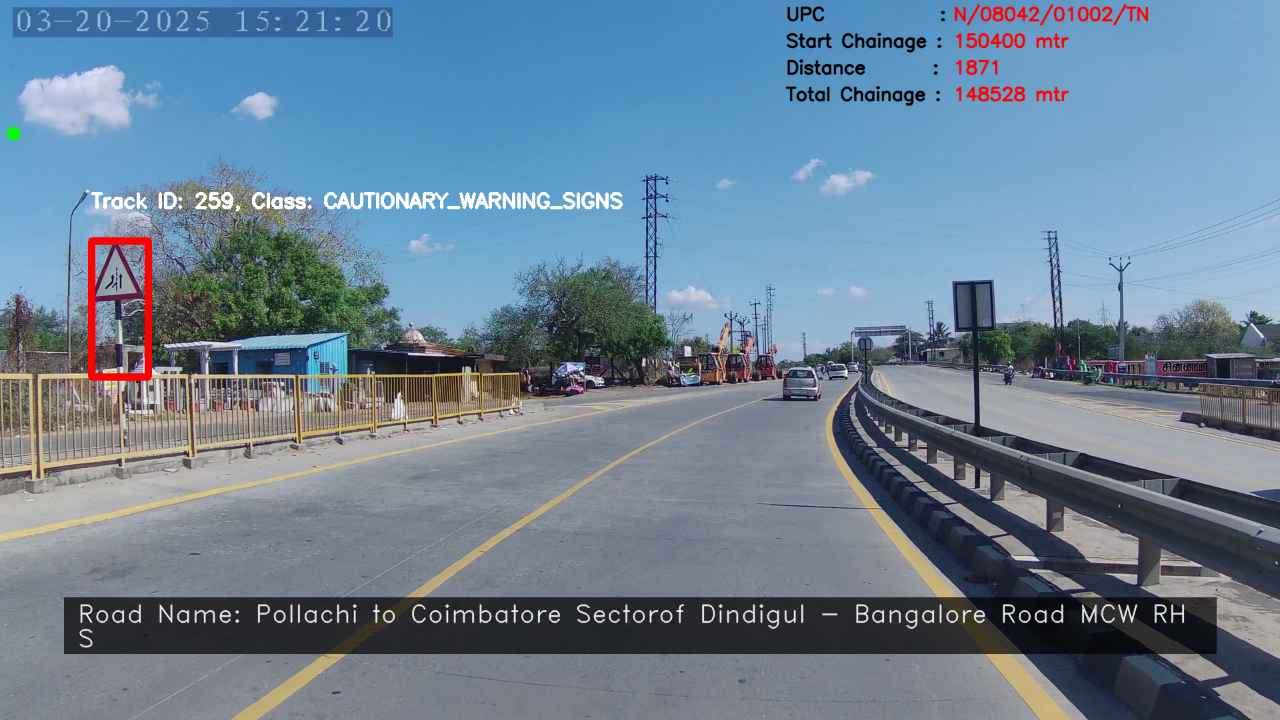 03-20-2025 15:21:20
UPC : N/08042/01002/TN
Start Chainage : 150400 mtr
Distance : 1871
Total Chainage : 148528 mtr
Track ID: 259, Class: CAUTIONARY_WARNING_SIGNS
Road Name: Pollachi to Coimbatore Sectorof Dindigul - Bangalore Road MCW RH
S